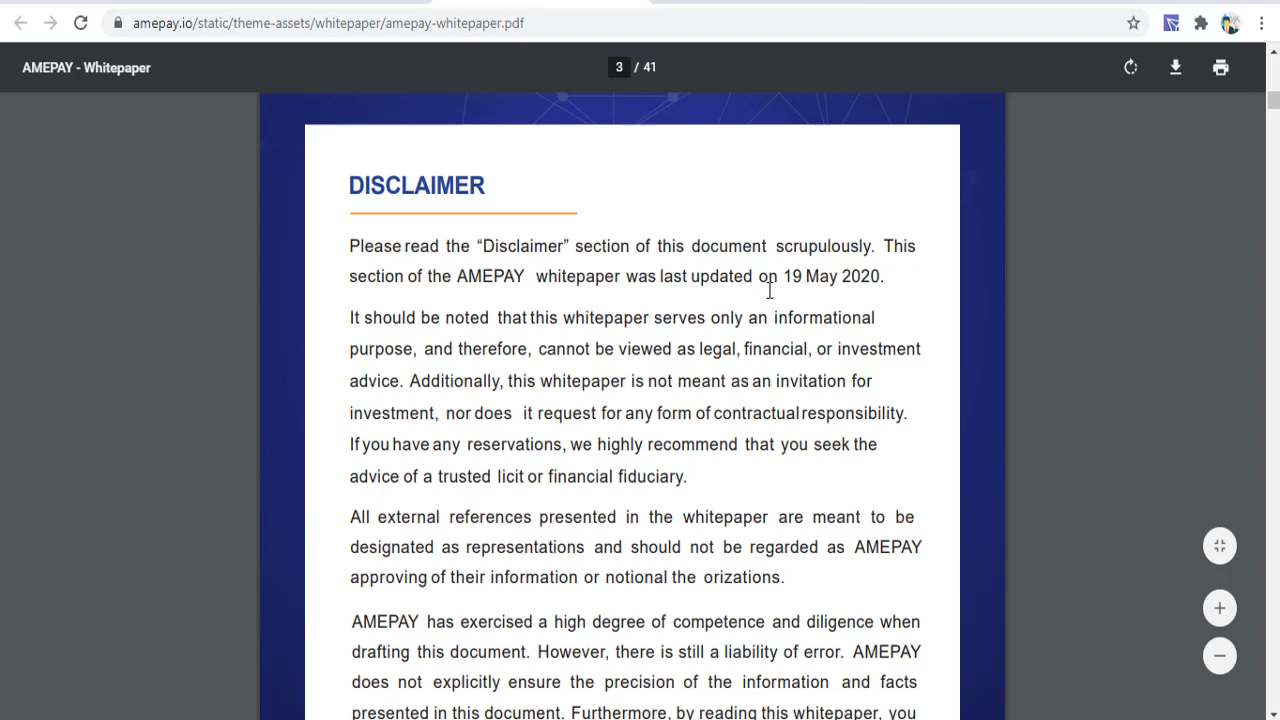 amepay.io/static/theme-assets/whitepaper/amepay-whitepaper.pdf
AMEPAY - Whitepaper
3 / 41
DISCLAIMER
Please read the “Disclaimer” section of this document scrupulously. This
section of the AMEPAY whitepaper was last updated on 19 May 2020.
It should be noted that this whitepaper serves only an informational
purpose, and therefore, cannot be viewed as legal, financial, or investment
advice. Additionally, this whitepaper is not meant as an invitation for
investment, nor does it request for any form of contractual responsibility.
If you have any reservations, we highly recommend that you seek the
advice of a trusted licit or financial fiduciary.
All external references presented in the whitepaper are meant to be
designated as representations and should not be regarded as AMEPAY
approving of their information or notional the orizations.
AMEPAY has exercised a high degree of competence and diligence when
drafting this document. However, there is still a liability of error. AMEPAY
does not explicitly ensure the precision of the information and facts
presented in this document. Furthermore, by reading this whitepaper, you